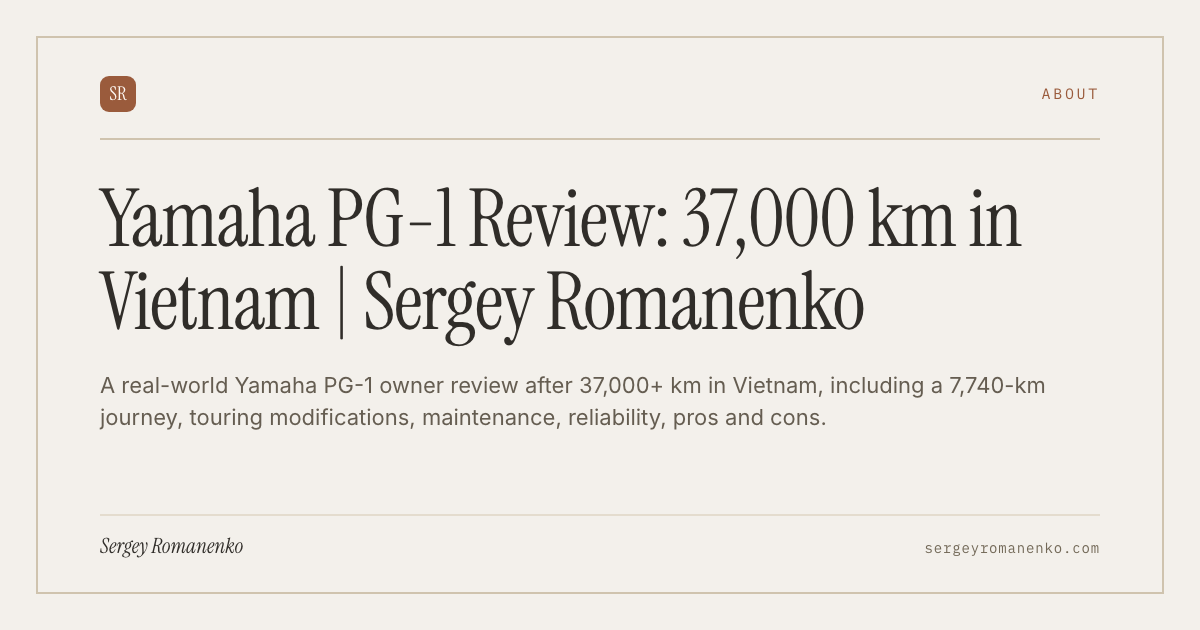 SR
ABOUT
Yamaha PG-1 Review: 37,000 km in
Vietnam | Sergey Romanenko
A real-world Yamaha PG-1 owner review after 37,000+ km in Vietnam, including a 7,740-km
journey, touring modifications, maintenance, reliability, pros and cons.
Sergey Romanenko
sergeyromanenko.com